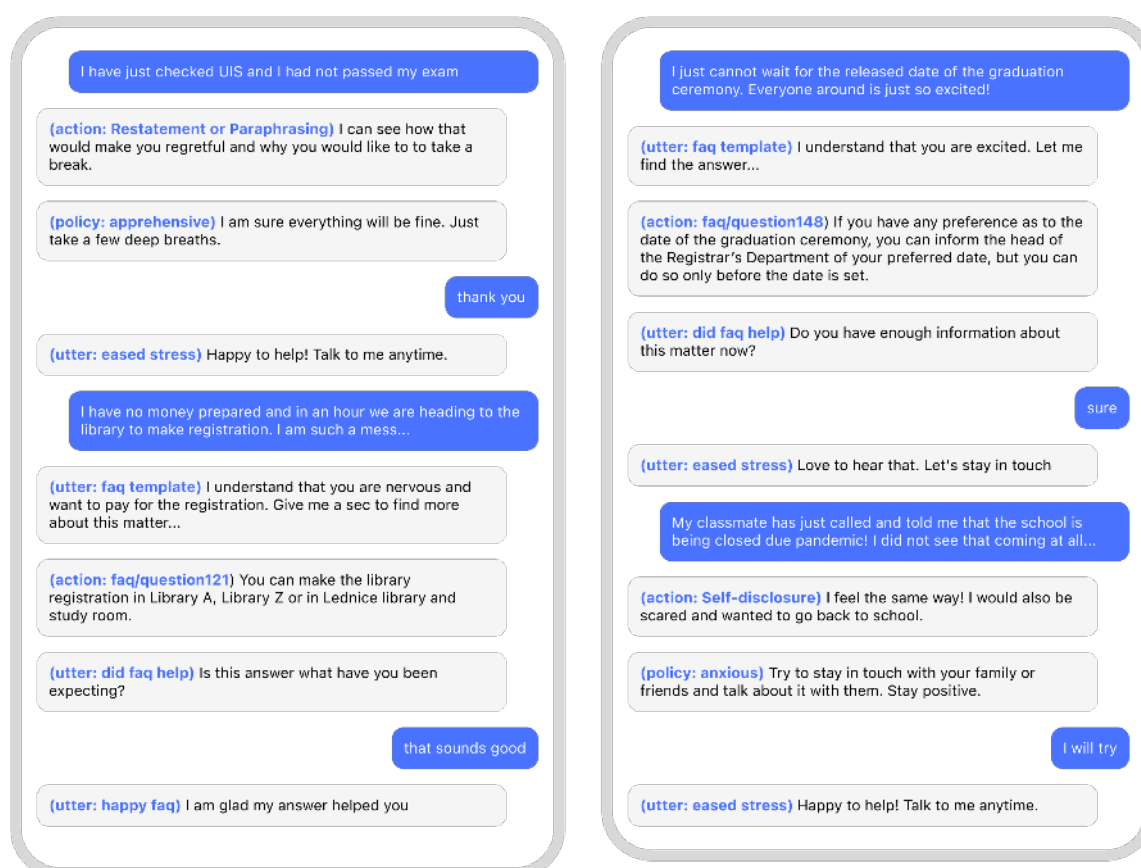 I have just checked UIS and I had not passed my exam
(action: Restatement or Paraphrasing) I can see how that
would make you regretful and why you would like to to take a
break.
(policy: apprehensive) I am sure everything will be fine. Just
take a few deep breaths.
thank you
(utter: eased stress) Happy to help! Talk to me anytime.
I have no money prepared and in an hour we are heading to the
library to make registration. I am such a mess...
(utter: faq template) I understand that you are nervous and
want to pay for the registration. Give me a sec to find more
about this matter...
(action: faq/question121) You can make the library
registration in Library A, Library Z or in Lednice library and
study room.
(utter: did faq help) Is this answer what have you been
expecting?
that sounds good
(utter: happy faq) I am glad my answer helped you
I just cannot wait for the released date of the graduation
ceremony. Everyone around is just so excited!
(utter: faq template) I understand that you are excited. Let me
find the answer...
(action: faq/question148) If you have any preference as to the
date of the graduation ceremony, you can inform the head of
the Registrar's Department of your preferred date, but you can
do so only before the date is set.
(utter: did faq help) Do you have enough information about
this matter now?
sure
(utter: eased stress) Love to hear that. Let's stay in touch
My classmate has just called and told me that the school is
being closed due pandemic! I did not see that coming at all...
(action: Self-disclosure) I feel the same way! I would also be
scared and wanted to go back to school.
(policy: anxious) Try to stay in touch with your family or
friends and talk about it with them. Stay positive.
I will try
(utter: eased stress) Happy to help! Talk to me anytime.